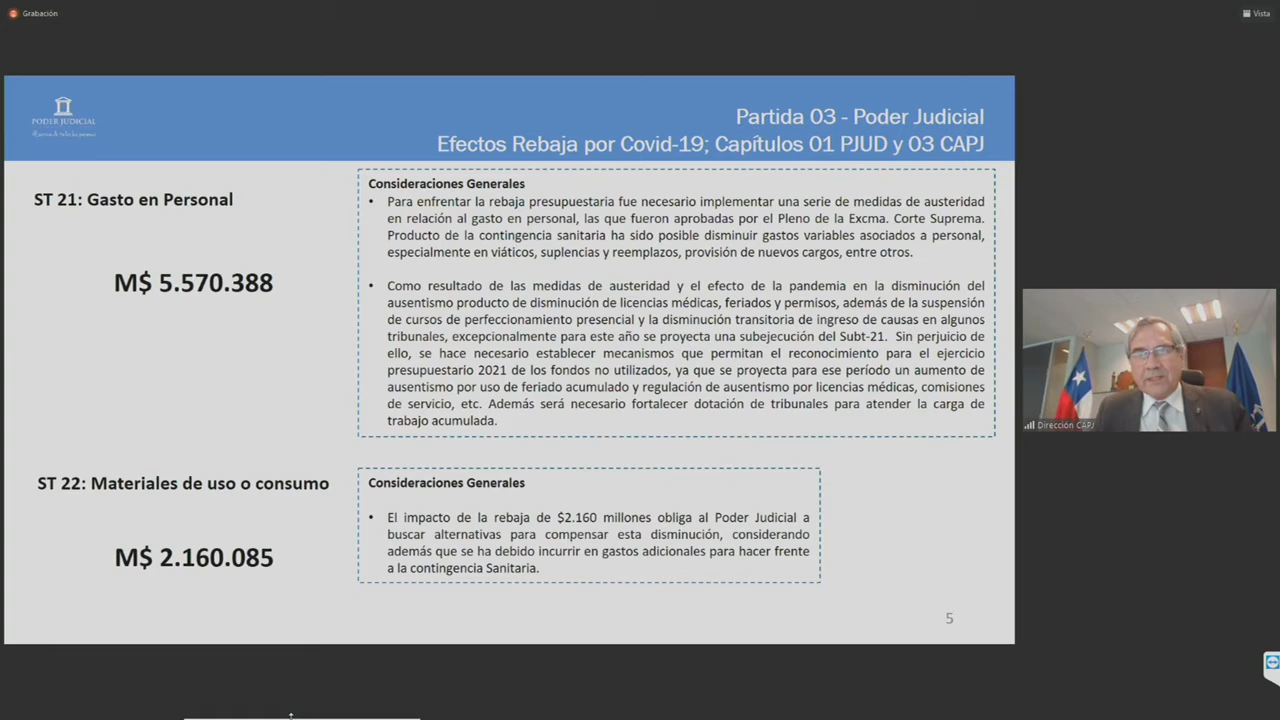 Grabación
Vista
PODER JUDICIAL
Partida 03 - Poder Judicial
Efectos Rebaja por Covid-19; Capítulos 01 PJUD y 03 CAPJ
ST 21: Gasto en Personal
M$ 5.570.388
Consideraciones Generales
• Para enfrentar la rebaja presupuestaria fue necesario implementar una serie de medidas de austeridad
en relación al gasto en personal, las que fueron aprobadas por el Pleno de la Excma. Corte Suprema.
Producto de la contingencia sanitaria ha sido posible disminuir gastos variables asociados a personal,
especialmente en viáticos, suplencias y reemplazos, provisión de nuevos cargos, entre otros.
• Como resultado de las medidas de austeridad y el efecto de la pandemia en la disminución del
ausentismo producto de disminución de licencias médicas, feriados y permisos, además de la suspensión
de cursos de perfeccionamiento presencial y la disminución transitoria de ingreso de causas en algunos
tribunales, excepcionalmente para este año se proyecta una subejecución del Subt-21. Sin perjuicio de
ello, se hace necesario establecer mecanismos que permitan el reconocimiento para el ejercicio
presupuestario 2021 de los fondos no utilizados, ya que se proyecta para ese período un aumento de
ausentismo por uso de feriado acumulado y regulación de ausentismo por licencias médicas, comisiones
de servicio, etc. Además será necesario fortalecer dotación de tribunales para atender la carga de
trabajo acumulada.
Dirección CAPJ
ST 22: Materiales de uso o consumo
M$ 2.160.085
Consideraciones Generales
• El impacto de la rebaja de $2.160 millones obliga al Poder Judicial a
buscar alternativas para compensar esta disminución, considerando
además que se ha debido incurrir en gastos adicionales para hacer frente
a la contingencia Sanitaria.
5